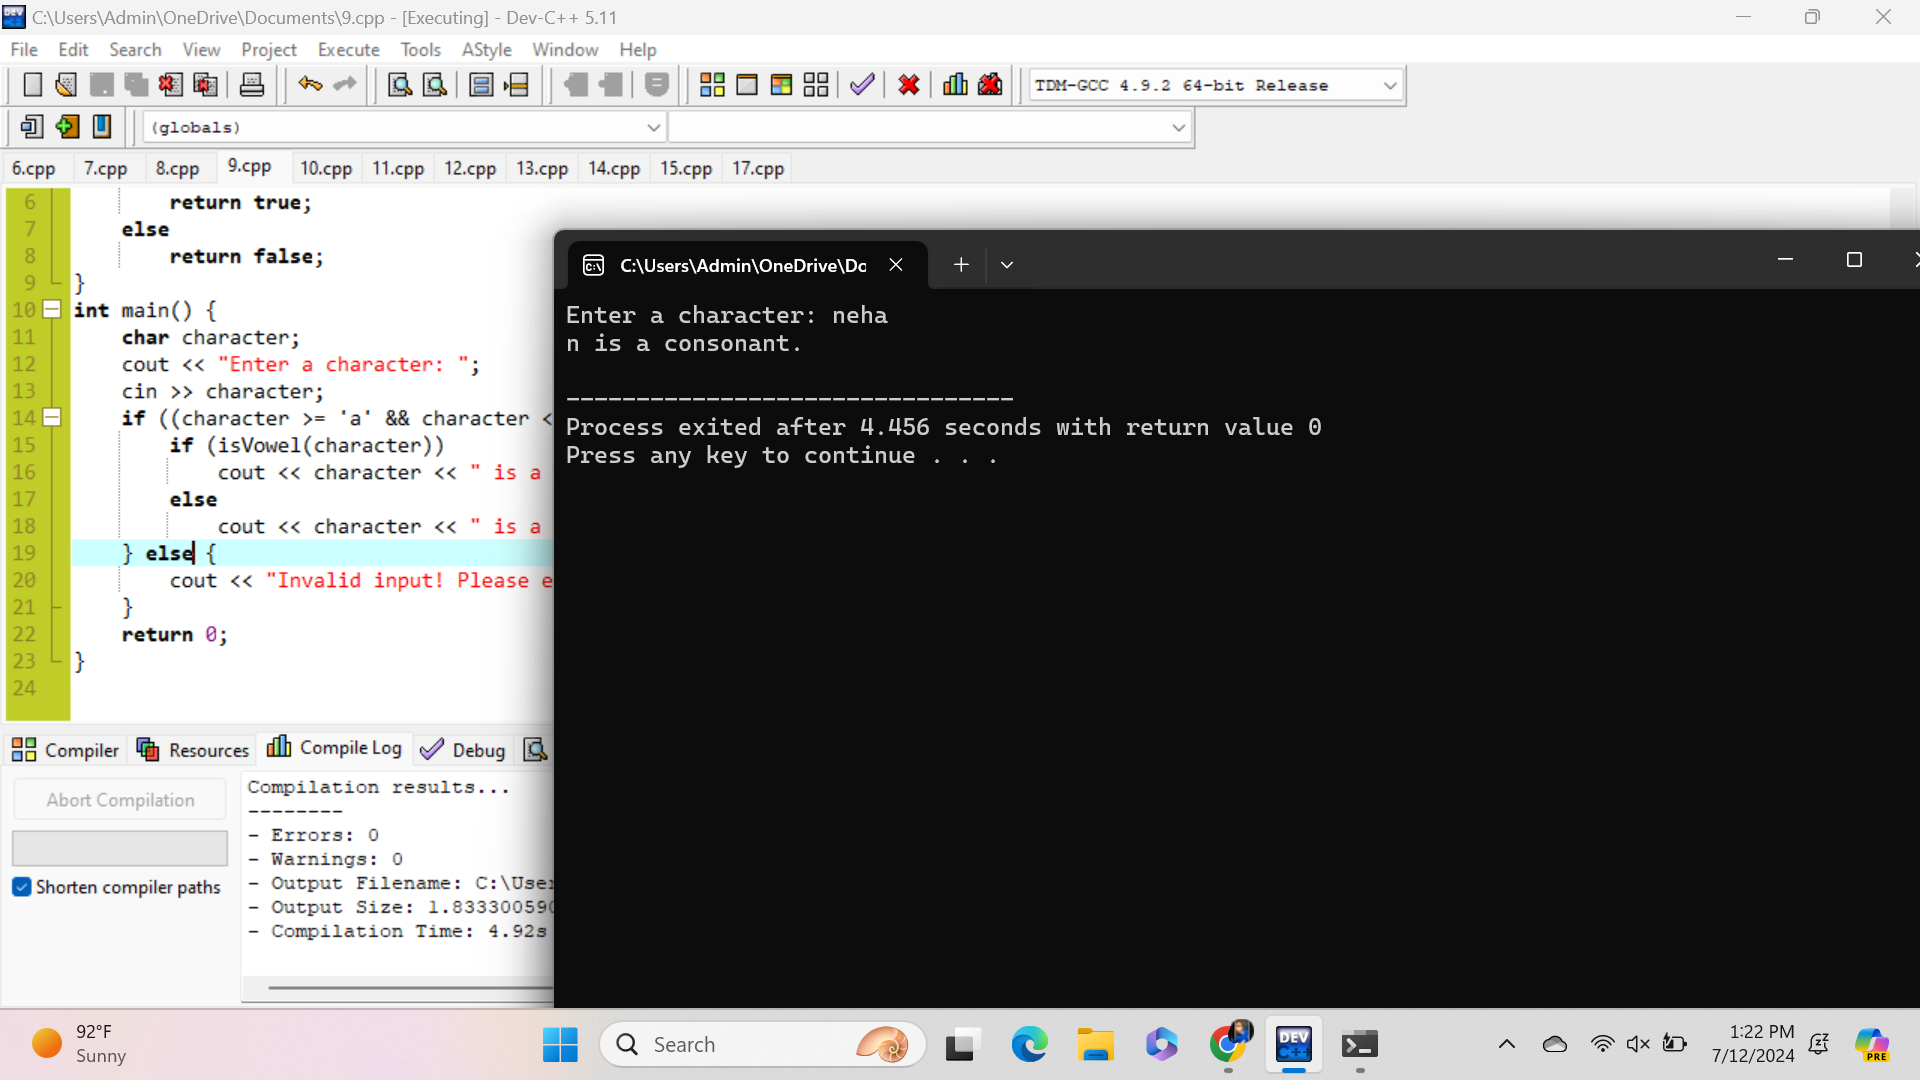 C:\Users\Admin\OneDrive\Documents\9.cpp - [Executing] - Dev-C++ 5.11
File Edit Search View Project Execute Tools AStyle Window Help
TDM-GCC 4.9.2 64-bit Release
(globals)
6.cpp 7.cpp 8.cpp 9.cpp 10.cpp 11.cpp 12.cpp 13.cpp 14.cpp 15.cpp 17.cpp
6 return true;
7 else
8 return false;
9 }
10 int main() {
11 char character;
12 cout << "Enter a character: ";
13 cin >> character;
14 if ((character >= 'a' && character <
15 if (isVowel(character))
16 cout << character << " is a
17 else
18 cout << character << " is a
19 } else {
20 cout << "Invalid input! Please e
21 }
22 return 0;
23 }
24
C:\Users\Admin\OneDrive\Do
Enter a character: neha
n is a consonant.
--------------------------------
Process exited after 4.456 seconds with return value 0
Press any key to continue . . .
Compiler Resources Compile Log Debug
Abort Compilation
Shorten compiler paths
Compilation results...
--------
- Errors: 0
- Warnings: 0
- Output Filename: C:\User
- Output Size: 1.833300590
- Compilation Time: 4.92s
92°F
Sunny
Search
DEV
C++
1:22 PM
7/12/2024
PRE